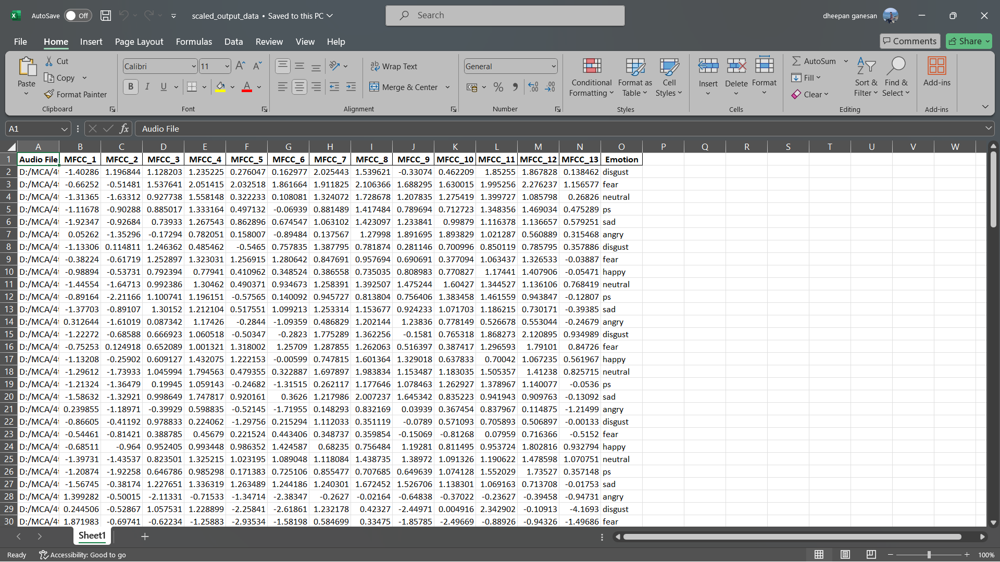 AutoSave Off scaled_output_data • Saved to this PC Search dheepan ganesan
File Home Insert Page Layout Formulas Data Review View Help Comments Share
Paste Cut Copy Format Painter Clipboard
Calibri 11 B I U A Font
Wrap Text Merge & Center Alignment
General % Number
Conditional Formatting Format as Table Cell Styles Styles
Insert Delete Format Cells
AutoSum Fill Clear Sort & Filter Find & Select Editing
Add-ins Add-ins
A1 fx Audio File
A B C D E F G H I J K L M N O P Q R S T U V W
1 Audio File MFCC_1 MFCC_2 MFCC_3 MFCC_4 MFCC_5 MFCC_6 MFCC_7 MFCC_8 MFCC_9 MFCC_10 MFCC_11 MFCC_12 MFCC_13 Emotion
2 D:/MCA/4 -1.40286 1.196844 1.128203 1.235225 0.276047 0.162977 2.025443 1.539621 -0.33074 0.462209 1.85255 1.867828 0.138462 disgust
3 D:/MCA/4 -0.66252 -0.51481 1.537641 2.051415 2.032518 1.861664 1.911825 2.106366 1.688295 1.630015 1.995256 2.276237 1.156577 fear
4 D:/MCA/4 -1.31365 -1.63312 0.927738 1.558148 0.322233 0.108081 1.324072 1.728678 1.207835 1.275419 1.399727 1.085798 0.26826 neutral
5 D:/MCA/4 -1.11678 -0.90288 0.885017 1.333164 0.497132 -0.06939 0.881489 1.417484 0.789694 0.712723 1.348356 1.469034 0.475289 ps
6 D:/MCA/4 -1.92347 -0.92684 0.73933 1.267543 0.862896 0.674547 1.063102 1.423097 1.233841 0.99879 1.116378 1.136657 0.579251 sad
7 D:/MCA/4 0.05262 -1.35296 -0.17294 0.782051 0.158007 -0.89484 0.137567 1.27998 1.891695 1.893829 1.021287 0.560889 0.315468 angry
8 D:/MCA/4 -1.13306 0.114811 1.246362 0.485462 -0.5465 0.757835 1.387795 0.781874 0.281146 0.700996 0.850119 0.785795 0.357886 disgust
9 D:/MCA/4 -0.38224 -0.61719 1.252897 1.323031 1.256915 1.280642 0.847691 0.957694 0.690691 0.377094 1.063437 1.326533 -0.03887 fear
10 D:/MCA/4 -0.98894 -0.53731 0.792394 0.77941 0.410962 0.348524 0.386558 0.735035 0.808983 0.770827 1.17441 1.407906 -0.05471 happy
11 D:/MCA/4 -1.44554 -1.64713 0.992386 1.30462 0.490371 0.934673 1.258391 1.392507 1.475244 1.60427 1.344527 1.136106 0.768419 neutral
12 D:/MCA/4 -0.89164 -2.21166 1.100741 1.196151 -0.57565 0.140092 0.945727 0.813804 0.756406 1.383458 1.461559 0.943847 -0.12807 ps
13 D:/MCA/4 -1.37703 -0.89107 1.30152 1.212104 0.517551 1.099213 1.253314 1.153677 0.924233 1.071703 1.186215 0.730171 -0.39385 sad
14 D:/MCA/4 0.312644 -1.61019 0.087342 1.17426 -0.2844 -1.09359 0.486829 1.202144 1.23836 0.778149 0.526678 0.553044 -0.24679 angry
15 D:/MCA/4 -1.22272 -0.68588 0.666923 1.060518 -0.50347 -0.2823 1.775289 1.362256 -0.1581 0.765318 1.868273 2.120895 0.934989 disgust
16 D:/MCA/4 -0.75253 0.124918 0.652089 1.001321 1.318002 1.25709 1.287855 1.262063 0.516397 0.387417 1.296593 1.79101 0.84726 fear
17 D:/MCA/4 -1.13208 -0.25902 0.609127 1.432075 1.222153 -0.00599 0.747815 1.601364 1.329018 0.637833 0.70042 1.067235 0.561967 happy
18 D:/MCA/4 -1.29612 -1.73933 1.045994 1.794563 0.479355 0.322887 1.697897 1.983834 1.153487 1.183035 1.505357 1.41238 0.825715 neutral
19 D:/MCA/4 -1.21324 -1.36479 0.19945 1.059143 -0.24682 -1.31515 0.262117 1.177646 1.078463 1.262927 1.378967 1.140077 -0.0536 ps
20 D:/MCA/4 -1.58632 -1.32921 0.998649 1.747817 0.920161 0.3626 1.217986 2.007237 1.645342 0.835223 0.941943 0.909763 -0.13092 sad
21 D:/MCA/4 0.239855 -1.18971 -0.39929 0.598835 -0.52145 -1.71955 0.148293 0.832169 0.03939 0.367454 0.837967 0.114875 -1.21499 angry
22 D:/MCA/4 -0.86605 -0.41192 0.978833 0.224062 -1.29756 0.215294 1.112033 0.351119 -0.0789 0.571093 0.705893 0.506897 -0.00133 disgust
23 D:/MCA/4 -0.54461 -0.81421 0.388785 0.45679 0.221524 0.443406 0.348737 0.359854 -0.15069 -0.81268 0.07959 0.716366 -0.5152 fear
24 D:/MCA/4 -0.68511 -0.964 0.952405 0.993448 0.986352 1.424587 0.68235 0.756484 1.19281 0.811495 0.953724 1.802816 0.932794 happy
25 D:/MCA/4 -1.39731 -1.43537 0.823501 1.325215 1.023195 1.089048 1.118084 1.438735 1.38972 1.091326 1.190622 1.478598 1.070751 neutral
26 D:/MCA/4 -1.20874 -1.92258 0.646786 0.985298 0.171383 0.725106 0.855477 0.707685 0.649639 1.074128 1.552029 1.73527 0.357148 ps
27 D:/MCA/4 -1.56745 -0.38174 1.227651 1.336319 1.263489 1.244186 1.240301 1.672452 1.526706 1.138301 1.069163 0.713708 -0.01753 sad
28 D:/MCA/4 1.399282 -0.50015 -2.11331 -0.71533 -1.34714 -2.38347 -0.2627 -0.02164 -0.64838 -0.37022 -0.23627 -0.39458 -0.94731 angry
29 D:/MCA/4 0.244506 -0.52867 1.057531 1.228899 -2.25841 -2.61861 1.232178 0.42327 -2.44971 0.004916 2.342902 -0.10913 -4.1693 disgust
30 D:/MCA/4 1.871983 -0.69741 -0.62234 -1.25883 -2.93534 -1.58198 0.584699 0.33475 -1.85785 -2.49669 -0.88926 -0.94326 -1.49686 fear
Sheet1
Ready Accessibility: Good to go 100%